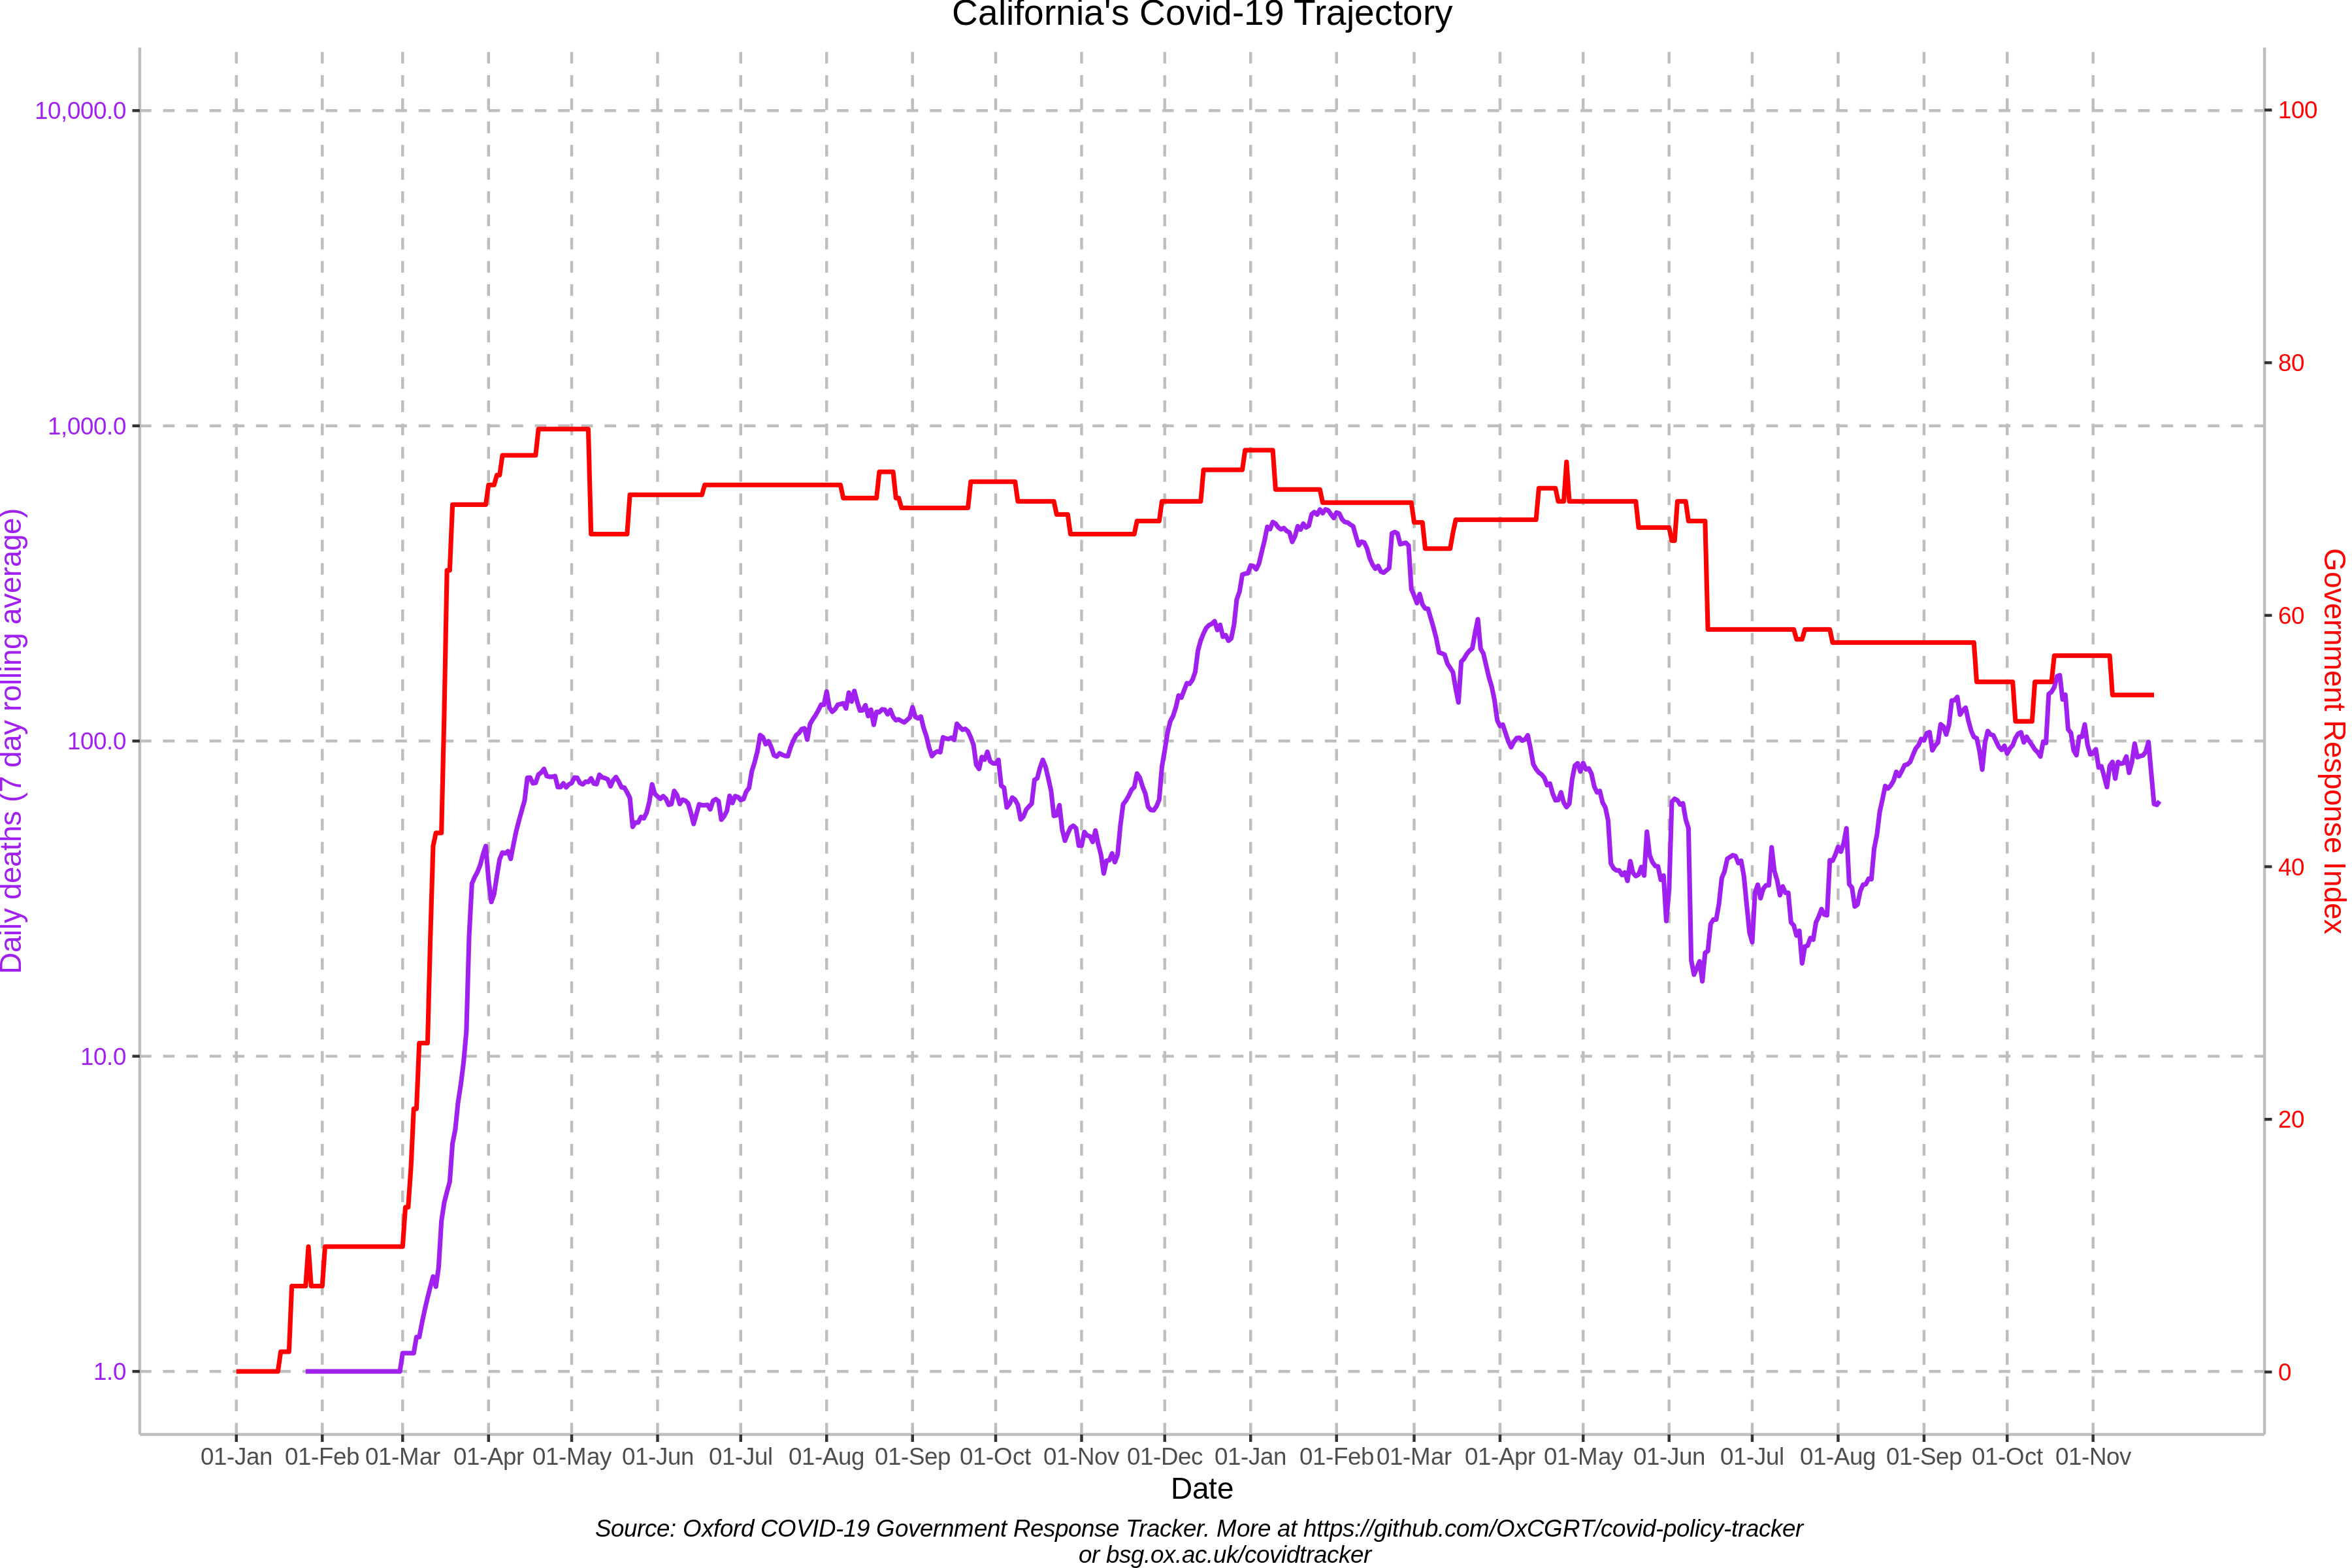 California's Covid-19 Trajectory
10,000.0
1,000.0
100.0
10.0
1.0
Daily deaths (7 day rolling average)
100
80
60
40
20
0
Government Response Index
01-Jan 01-Feb 01-Mar 01-Apr 01-May 01-Jun 01-Jul 01-Aug 01-Sep 01-Oct 01-Nov 01-Dec 01-Jan 01-Feb 01-Mar 01-Apr 01-May 01-Jun 01-Jul 01-Aug 01-Sep 01-Oct 01-Nov
Date
Source: Oxford COVID-19 Government Response Tracker. More at https://github.com/OxCGRT/covid-policy-tracker
or bsg.ox.ac.uk/covidtracker